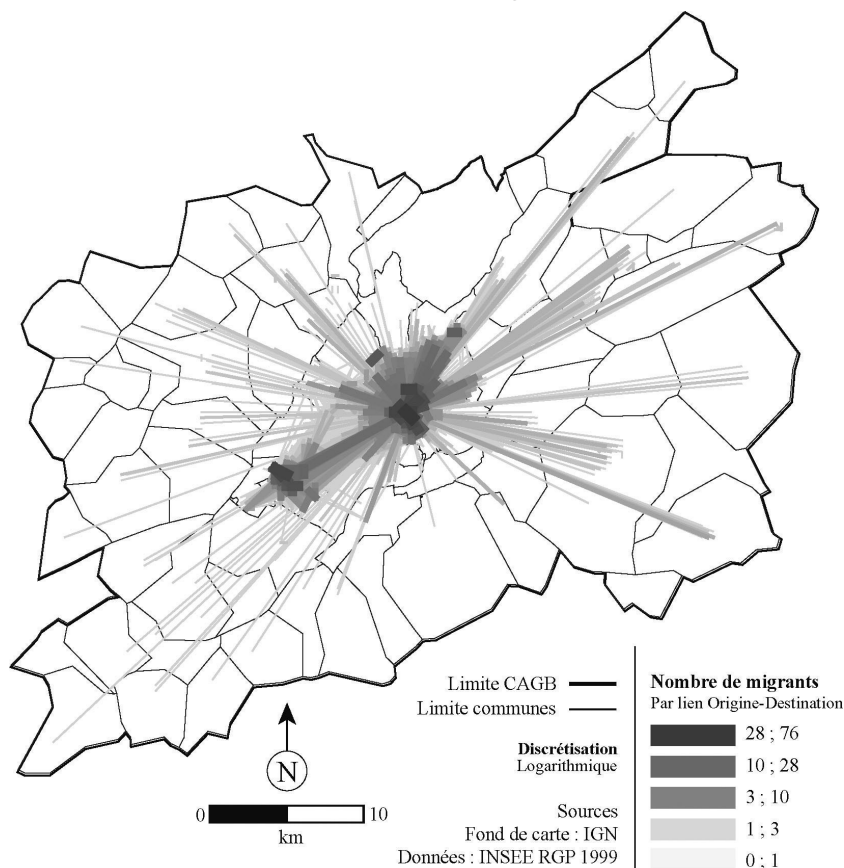 Limite CAGB
Limite communes
Discrétisation
Logarithmique
Sources
Fond de carte : IGN
Données : INSEE RGP 1999
N
0 10
km
Nombre de migrants
Par lien Origine-Destination
28 ; 76
10 ; 28
3 ; 10
1 ; 3
0 ; 1